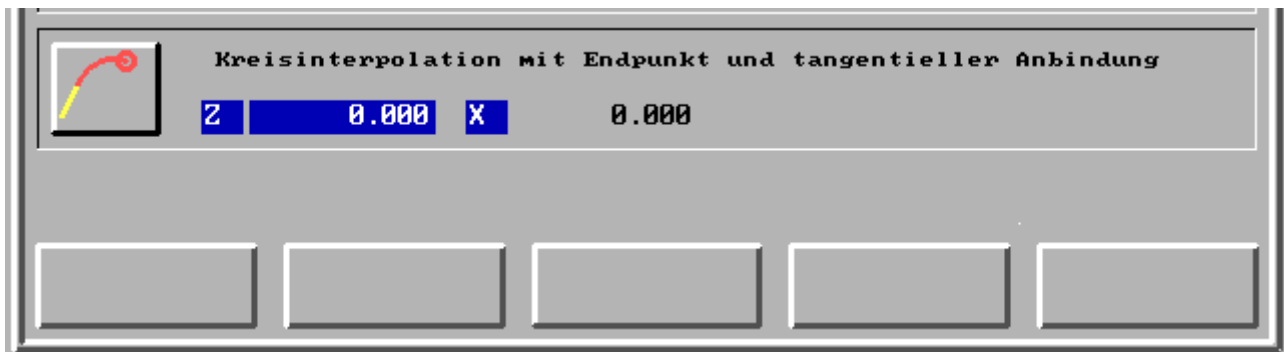 Kreisinterpolation mit Endpunkt und tangentieller Anbindung
Z 0.000 X 0.000